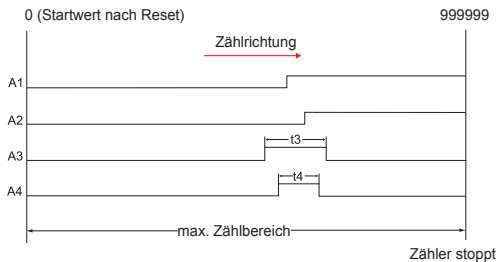 0 (Startwert nach Reset) 999999
Zählrichtung
A1
A2
t3
A3
t4
A4
max. Zählbereich
Zähler stoppt